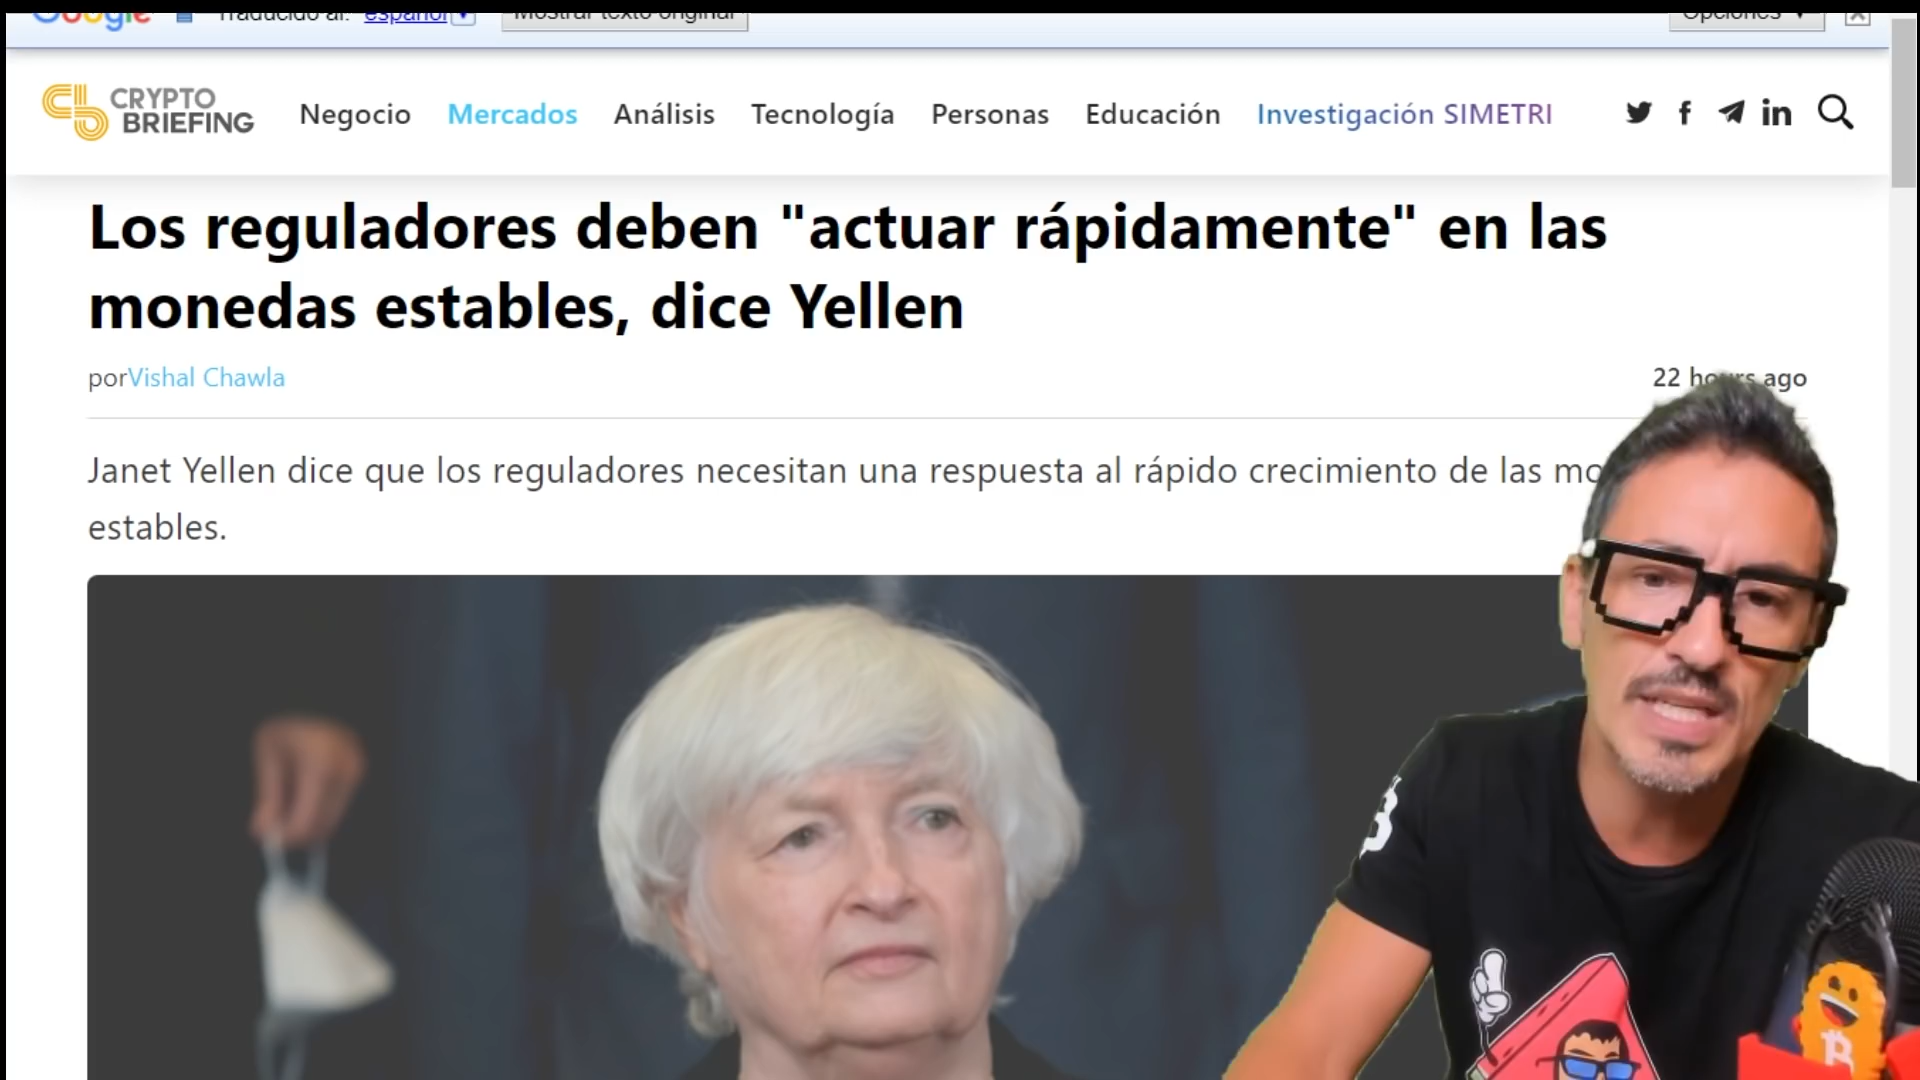 Google Traducido al: español Mostrar texto original Opciones
CRYPTO
BRIEFING
Negocio Mercados Análisis Tecnología Personas Educación Investigación SIMETRI
Los reguladores deben "actuar rápidamente" en las
monedas estables, dice Yellen
porVishal Chawla
22 hours ago
Janet Yellen dice que los reguladores necesitan una respuesta al rápido crecimiento de las
estables.